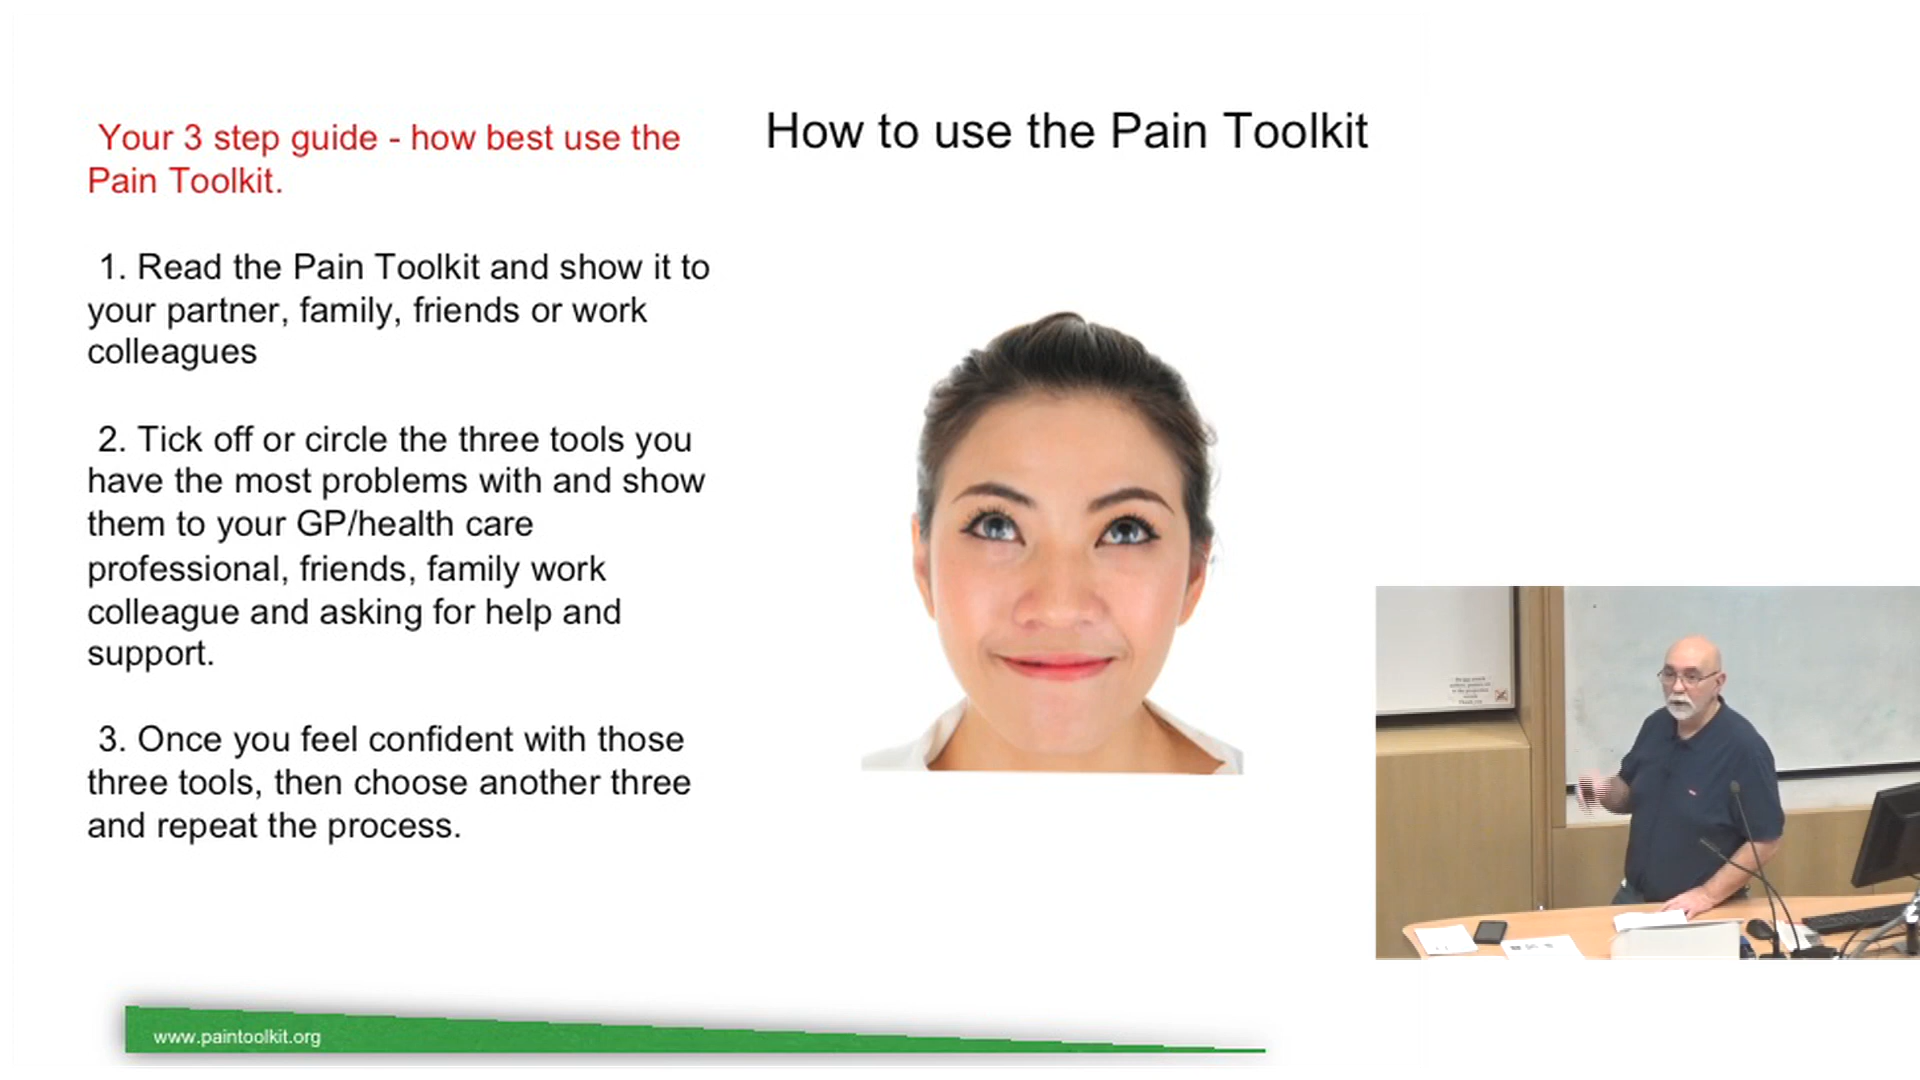 Your 3 step guide - how best use the
Pain Toolkit.
How to use the Pain Toolkit
1. Read the Pain Toolkit and show it to
your partner, family, friends or work
colleagues
2. Tick off or circle the three tools you
have the most problems with and show
them to your GP/health care
professional, friends, family work
colleague and asking for help and
support.
3. Once you feel confident with those
three tools, then choose another three
and repeat the process.
www.paintoolkit.org